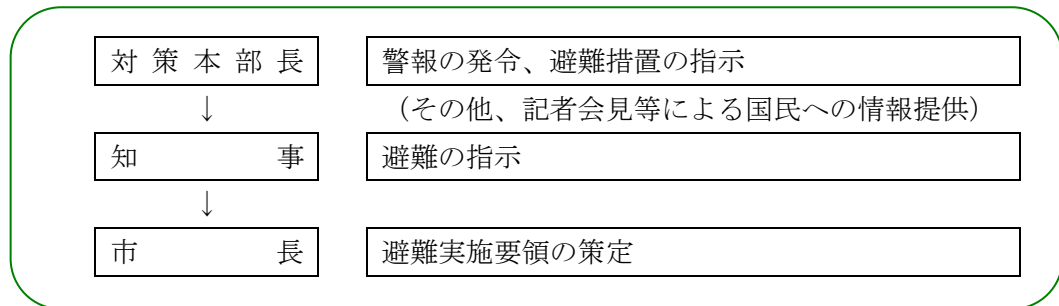 対策本部長 警報の発令、避難措置の指示
↓ （その他、記者会見等による国民への情報提供）
知事 避難の指示
↓
市長 避難実施要領の策定